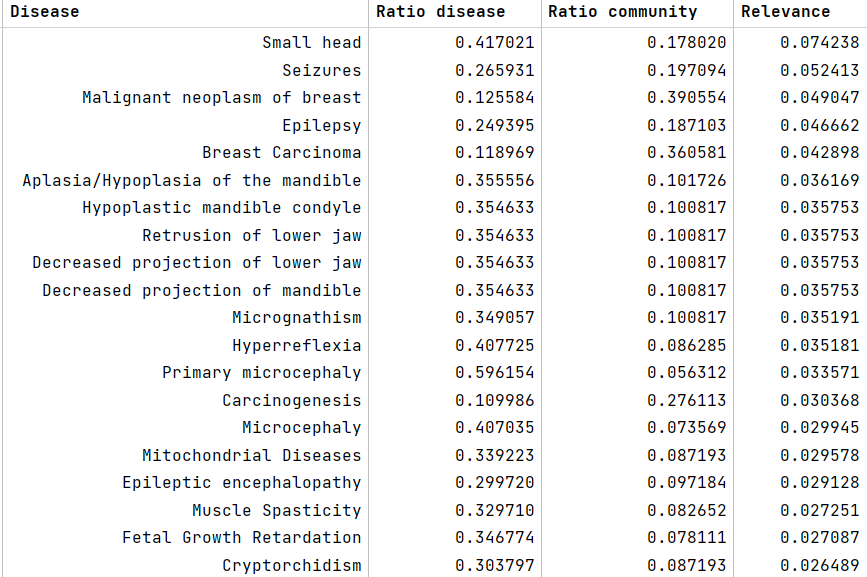 Disease Ratio disease Ratio community Relevance
Small head 0.417021 0.178020 0.074238
Seizures 0.265931 0.197094 0.052413
Malignant neoplasm of breast 0.125584 0.390554 0.049047
Epilepsy 0.249395 0.187103 0.046662
Breast Carcinoma 0.118969 0.360581 0.042898
Aplasia/Hypoplasia of the mandible 0.355556 0.101726 0.036169
Hypoplastic mandible condyle 0.354633 0.100817 0.035753
Retrusion of lower jaw 0.354633 0.100817 0.035753
Decreased projection of lower jaw 0.354633 0.100817 0.035753
Decreased projection of mandible 0.354633 0.100817 0.035753
Micrognathism 0.349057 0.100817 0.035191
Hyperreflexia 0.407725 0.086285 0.035181
Primary microcephaly 0.596154 0.056312 0.033571
Carcinogenesis 0.109986 0.276113 0.030368
Microcephaly 0.407035 0.073569 0.029945
Mitochondrial Diseases 0.339223 0.087193 0.029578
Epileptic encephalopathy 0.299720 0.097184 0.029128
Muscle Spasticity 0.329710 0.082652 0.027251
Fetal Growth Retardation 0.346774 0.078111 0.027087
Cryptorchidism 0.303797 0.087193 0.026489